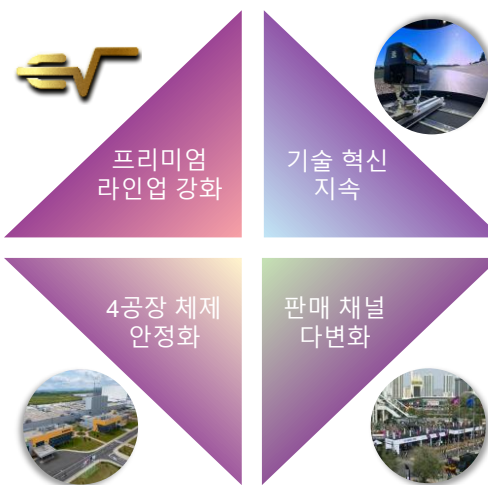 프리미엄
라인업 강화
기술 혁신
지속
4공장 체제
안정화
판매 채널
다변화